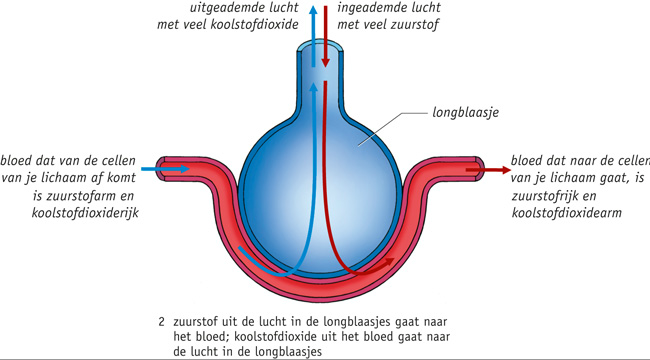 uitgeademde lucht
met veel koolstofdioxide
ingeademde lucht
met veel zuurstof
longblaasje
bloed dat van de cellen
van je lichaam af komt
is zuurstofarm en
koolstofdioxiderijk
bloed dat naar de cellen
van je lichaam gaat, is
zuurstofrijk en
koolstofdioxidearm
2 zuurstof uit de lucht in de longblaasjes gaat naar
het bloed; koolstofdioxide uit het bloed gaat naar
de lucht in de longblaasjes